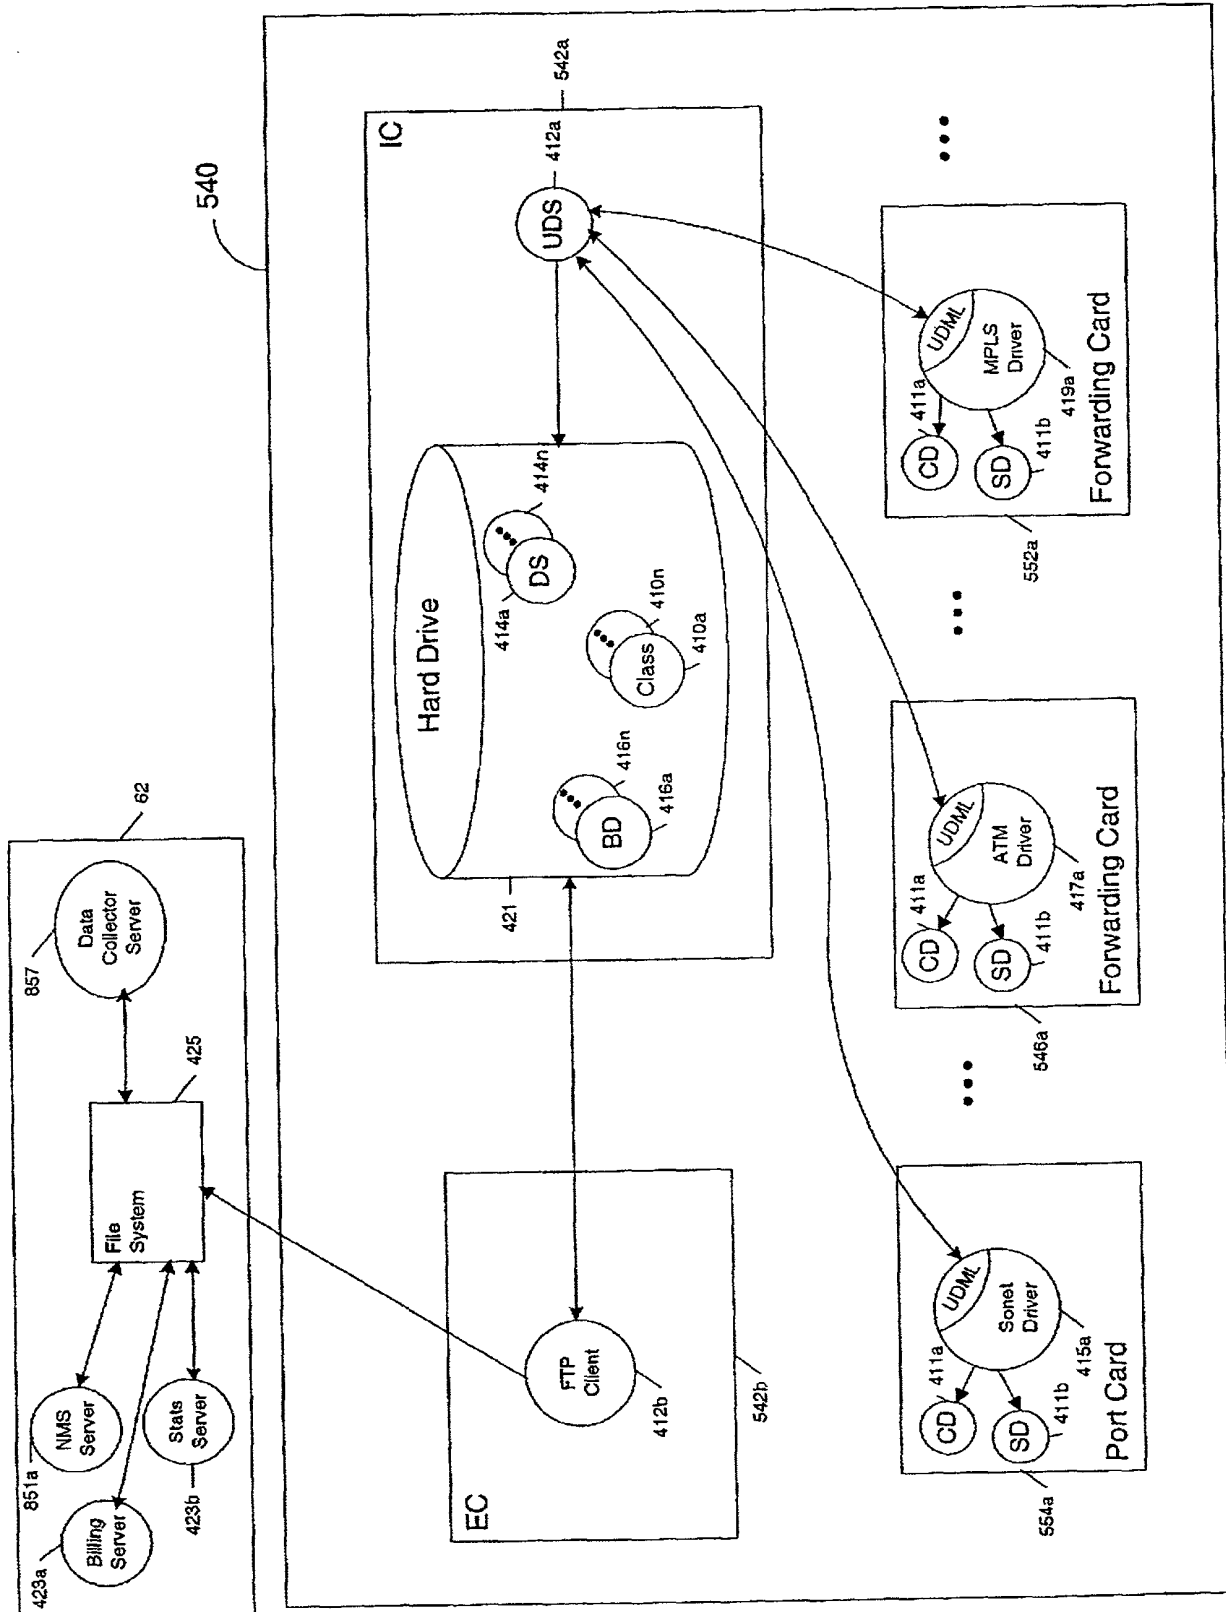 62
857
Data
Collector
Server
425
File
System
851a
NMS
Server
423a
Billing
Server
Stats
Server
423b
540
IC
542a
412a
UDS
Hard Drive
414n
DS
414a
410n
Class
410a
416n
BD
416a
421
EC
FTP
Client
412b
542b
554a
Port Card
411a
CD
SD
411b
UDML
Sonet
Driver
415a
546a
Forwarding Card
411a
CD
SD
411b
UDML
ATM
Driver
417a
552a
Forwarding Card
411a
CD
SD
411b
UDML
MPLS
Driver
419a